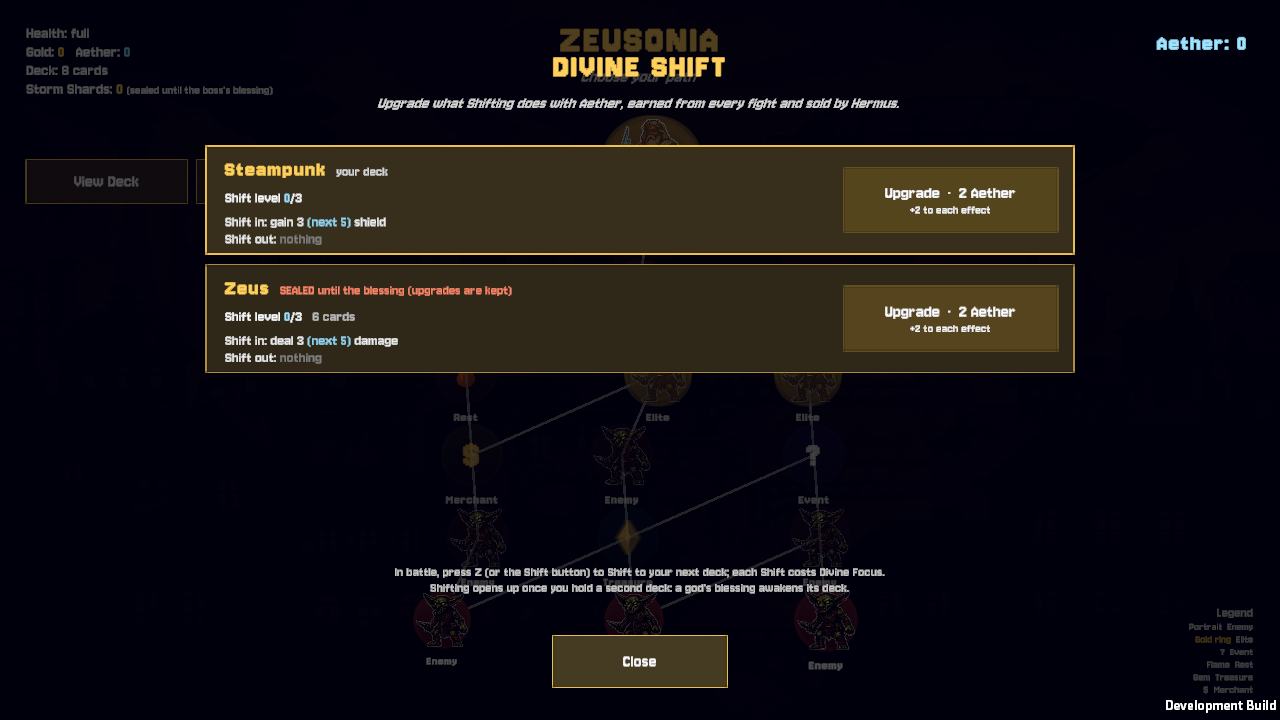 Health: full
Gold: 0 Aether: 0
Deck: 8 cards
Storm Shards: 0 (sealed until the boss's blessing)
ZEUSONIA
DIVINE SHIFT
choose your path
Aether: 0
Upgrade what Shifting does with Aether, earned from every fight and sold by Hermus.
View Deck
Steampunk your deck
Shift level 0/3
Shift in: gain 3 (next 5) shield
Shift out: nothing
Upgrade · 2 Aether
+2 to each effect
Zeus SEALED until the blessing (upgrades are kept)
Shift level 0/3 6 cards
Shift in: deal 3 (next 5) damage
Shift out: nothing
Upgrade · 2 Aether
+2 to each effect
Rest
Elite
Elite
$
?
Merchant
Enemy
Event
Enemy
Treasure
Enemy
In battle, press Z (or the Shift button) to Shift to your next deck; each Shift costs Divine Focus.
Shifting opens up once you hold a second deck: a god's blessing awakens its deck.
Enemy
Close
Enemy
Legend
Portrait Enemy
Gold ring Elite
? Event
Flame Rest
Gem Treasure
$ Merchant
Development Build